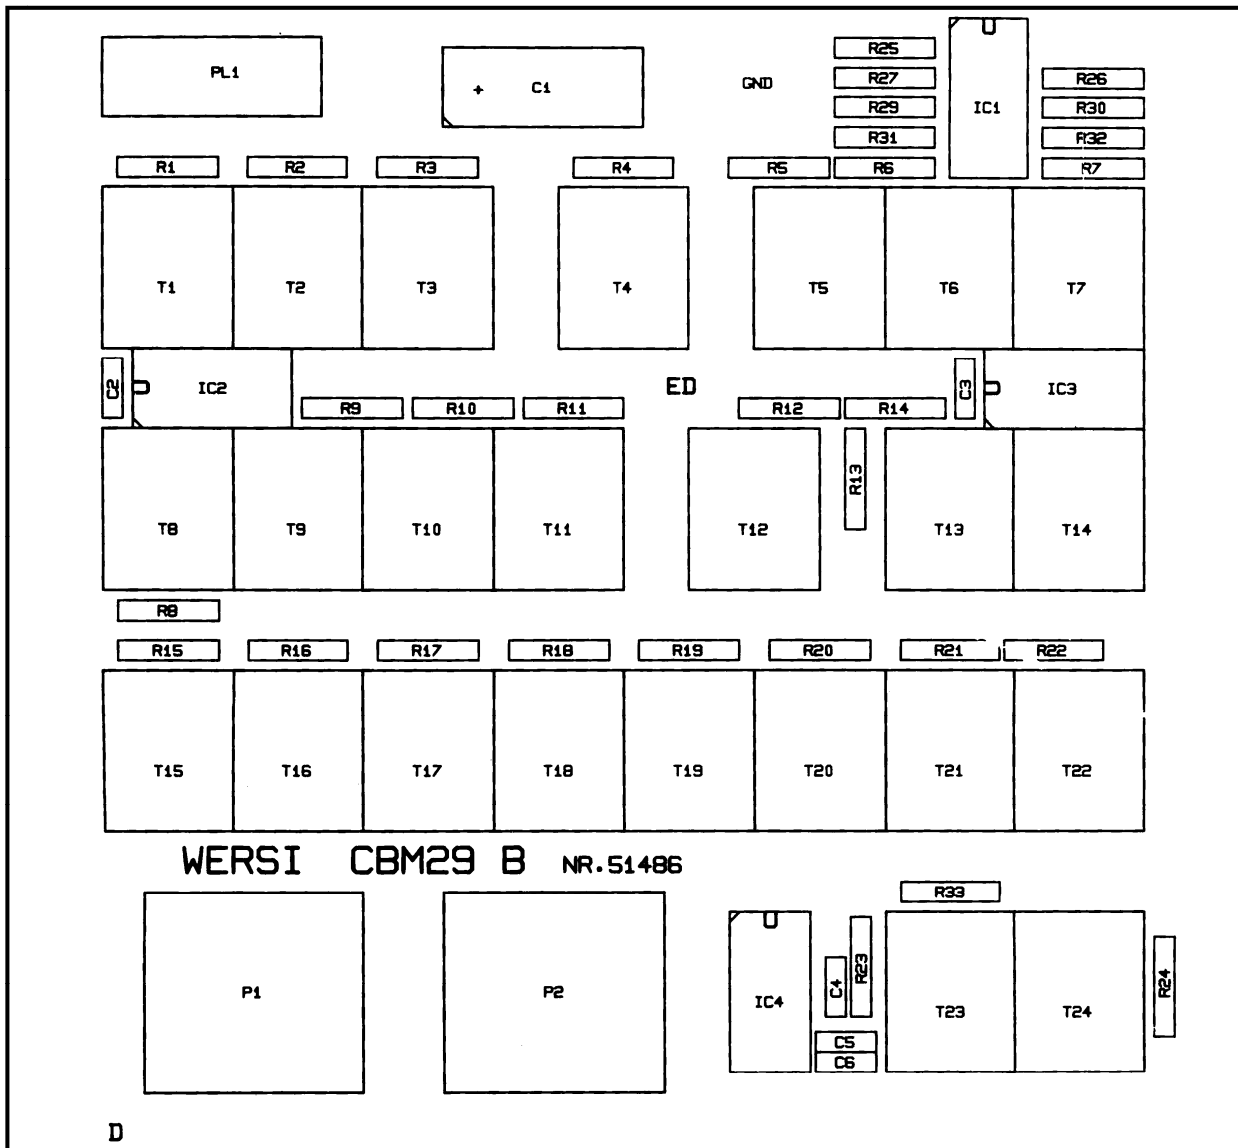 R25
PL1 C1 GND R27 IC1 R26
+
R29 R30
R31 R32
R1 R2 R3 R4 R5 R6 R7
T1 T2 T3 T4 T5 T6 T7
C2 IC2 ED C3 IC3
R9 R10 R11 R12 R14
R13
T8 T9 T10 T11 T12 T13 T14
R8
R15 R16 R17 R18 R19 R20 R21 R22
T15 T16 T17 T18 T19 T20 T21 T22
WERSI CBM29 B NR.51486
R33
P1 P2 IC4 C4 R23 T23 T24 R24
C5
C6
D